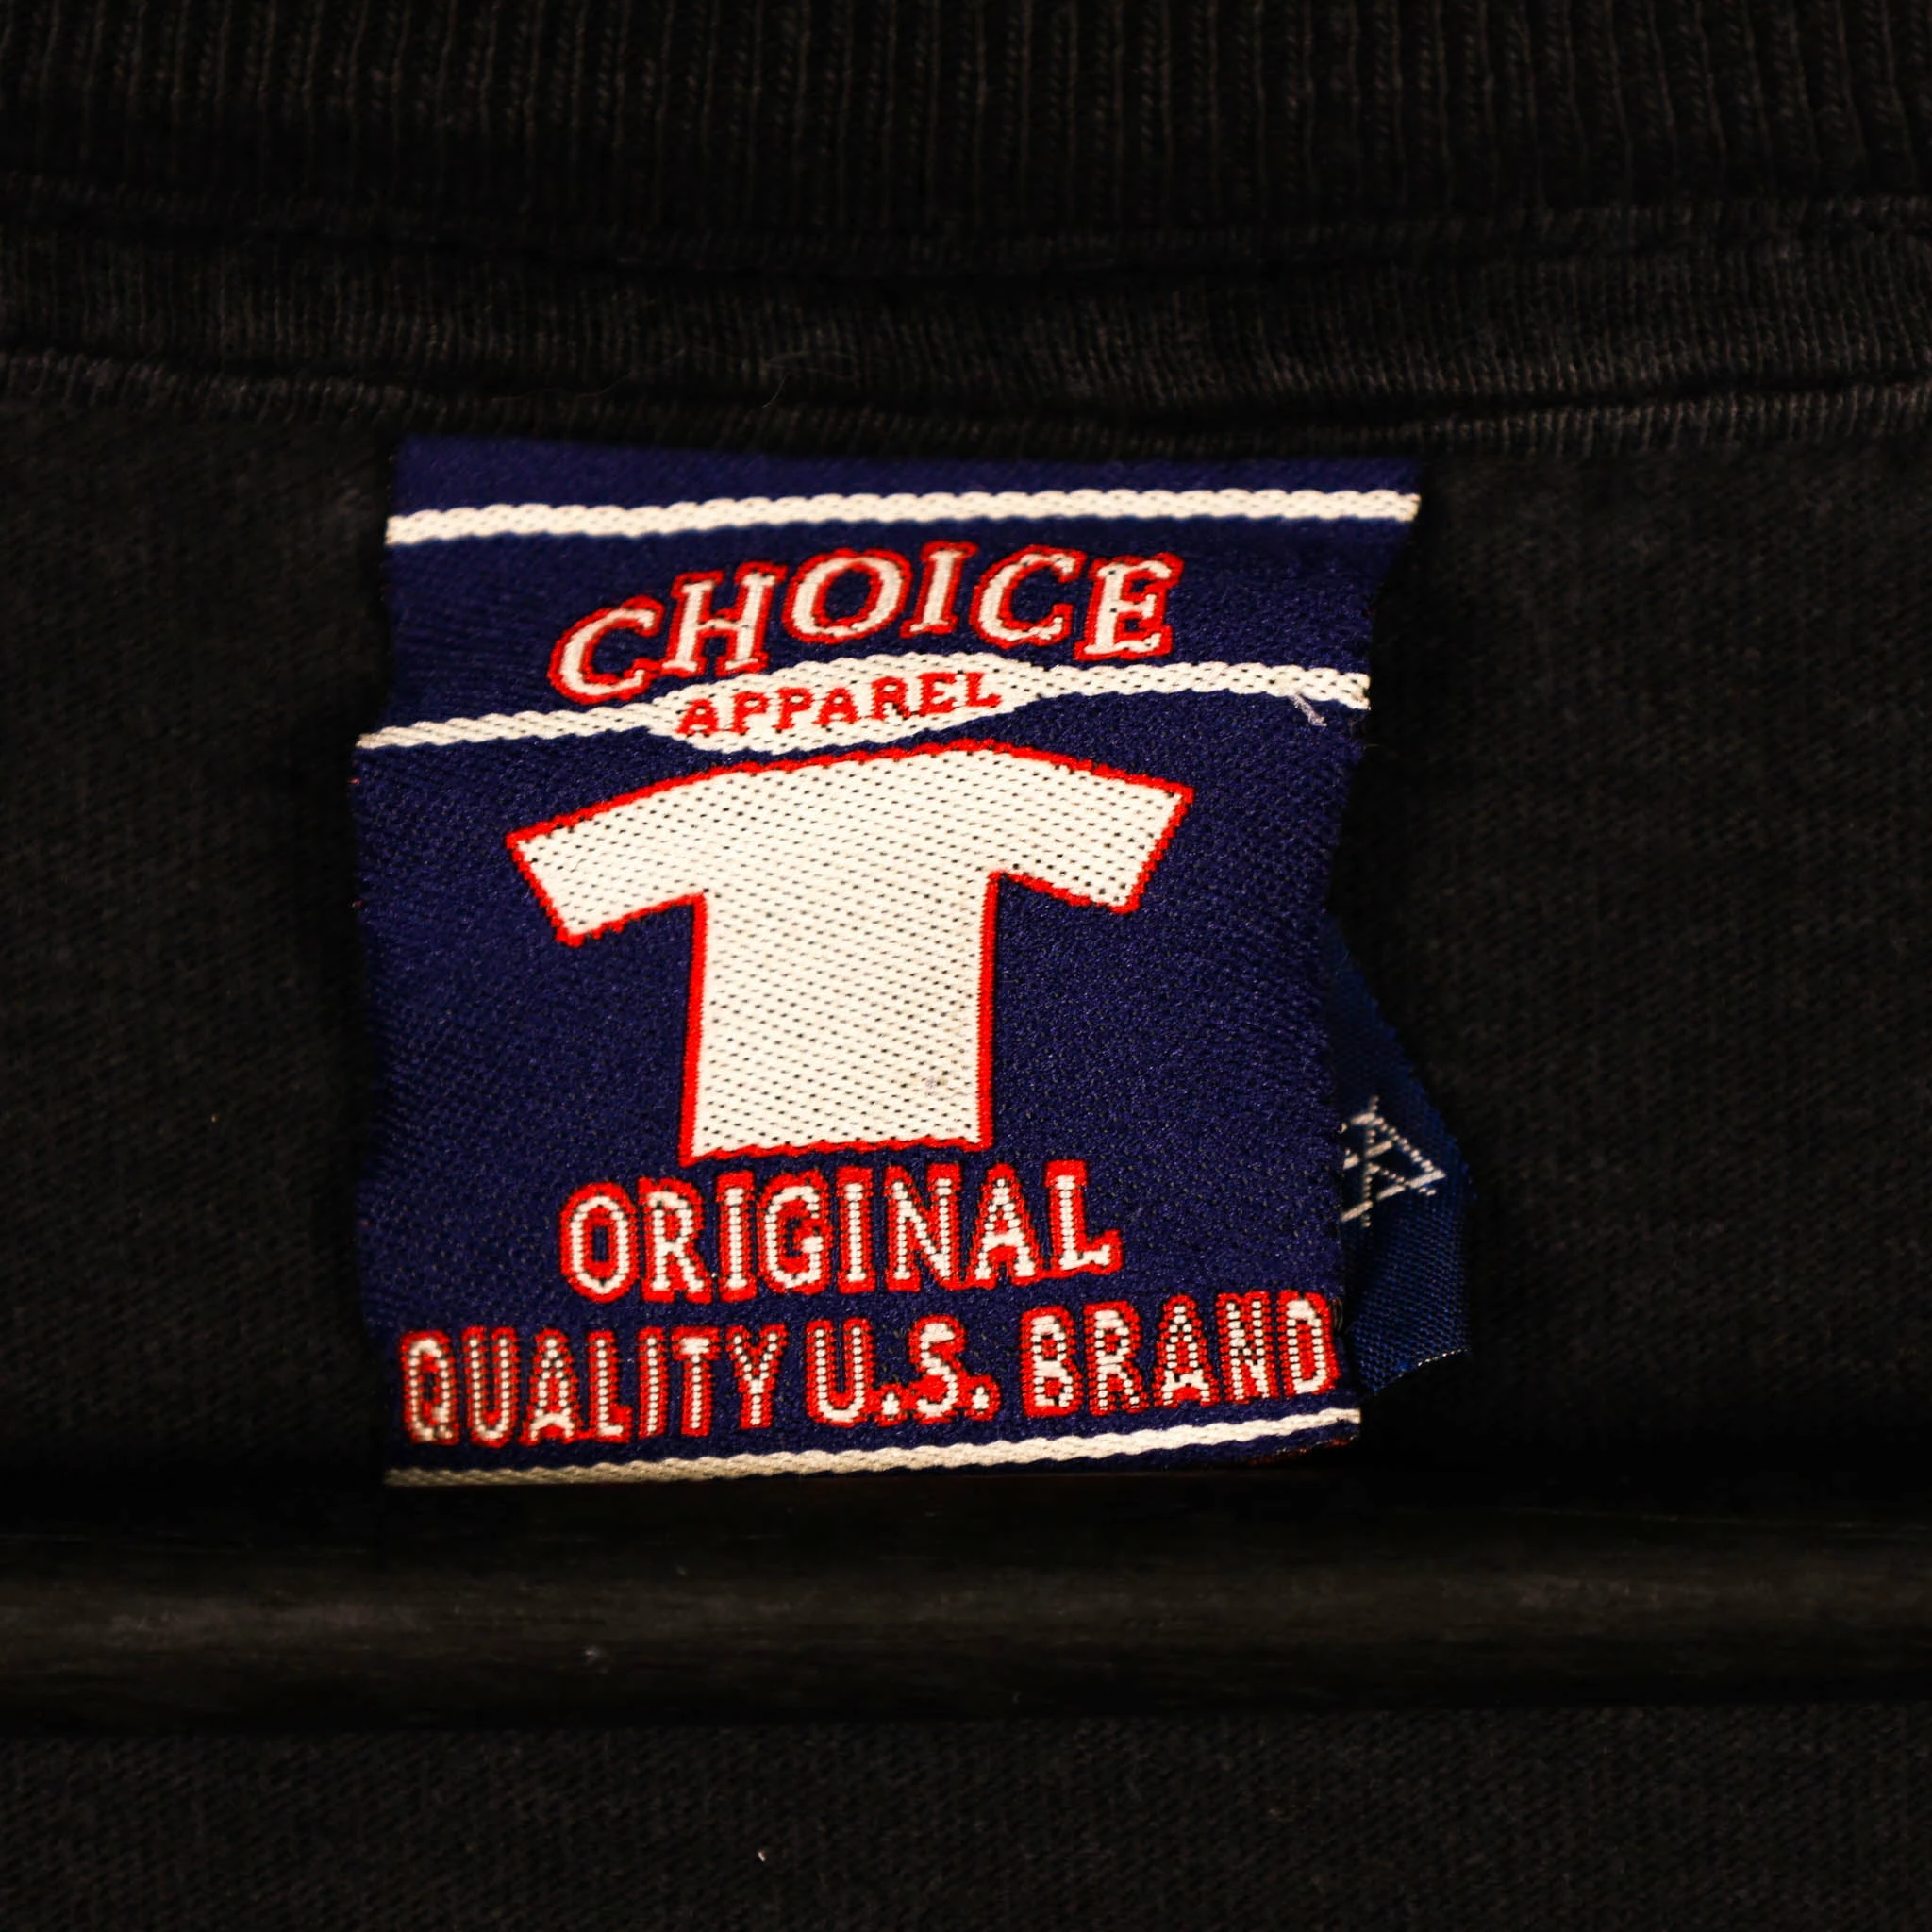 CHOICE
APPAREL
ORIGINAL
QUALITY U.S. BRAND